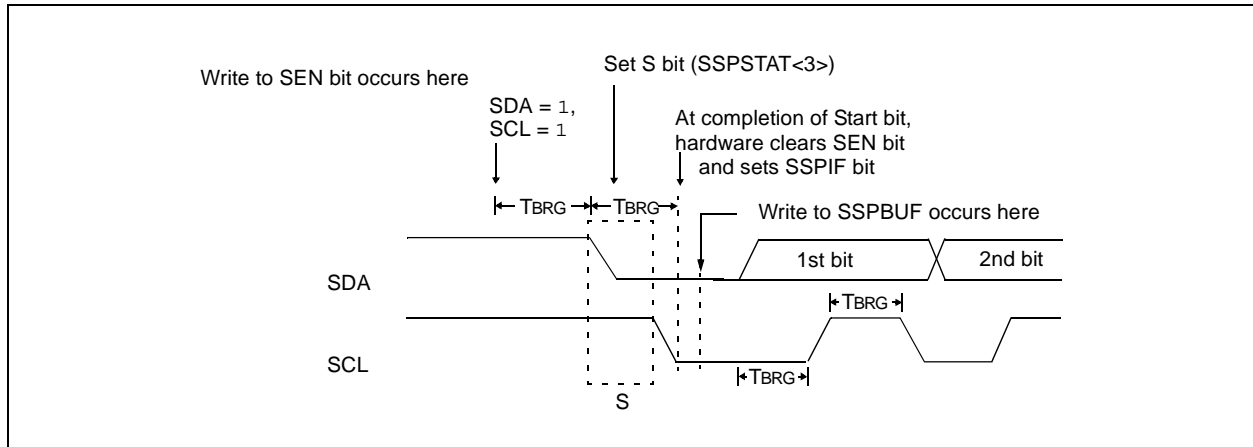 Write to SEN bit occurs here
Set S bit (SSPSTAT<3>)
SDA = 1,
SCL = 1
At completion of Start bit,
hardware clears SEN bit
and sets SSPIF bit
TBRG
TBRG
Write to SSPBUF occurs here
SDA
1st bit
2nd bit
TBRG
SCL
TBRG
S